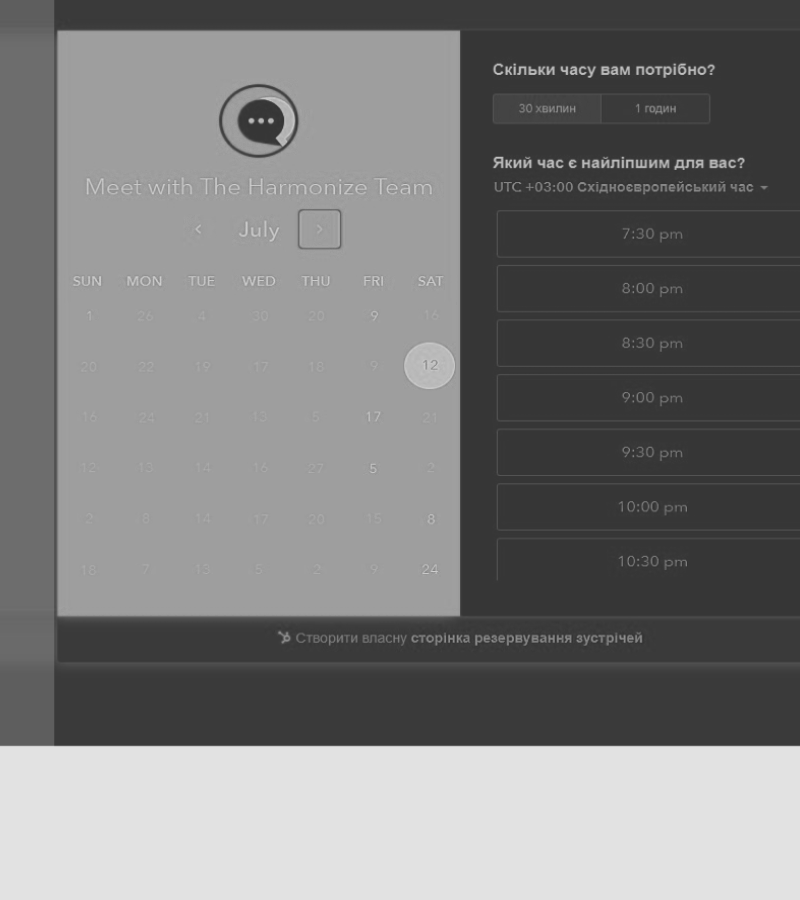 Meet with The Harmonize Team
July
SUN MON TUE WED THU FRI SAT
1 26 4 30 20 9 16
20 22 19 17 18 9 12
16 24 21 13 5 17 21
12 13 14 16 27 5 2
2 8 14 17 20 15 8
18 7 13 5 2 9 24
Скільки часу вам потрібно?
30 хвилин 1 годин
Який час є найліпшим для вас?
UTC +03:00 Східноєвропейський час
7:30 pm
8:00 pm
8:30 pm
9:00 pm
9:30 pm
10:00 pm
10:30 pm
Створити власну сторінка резервування зустрічей